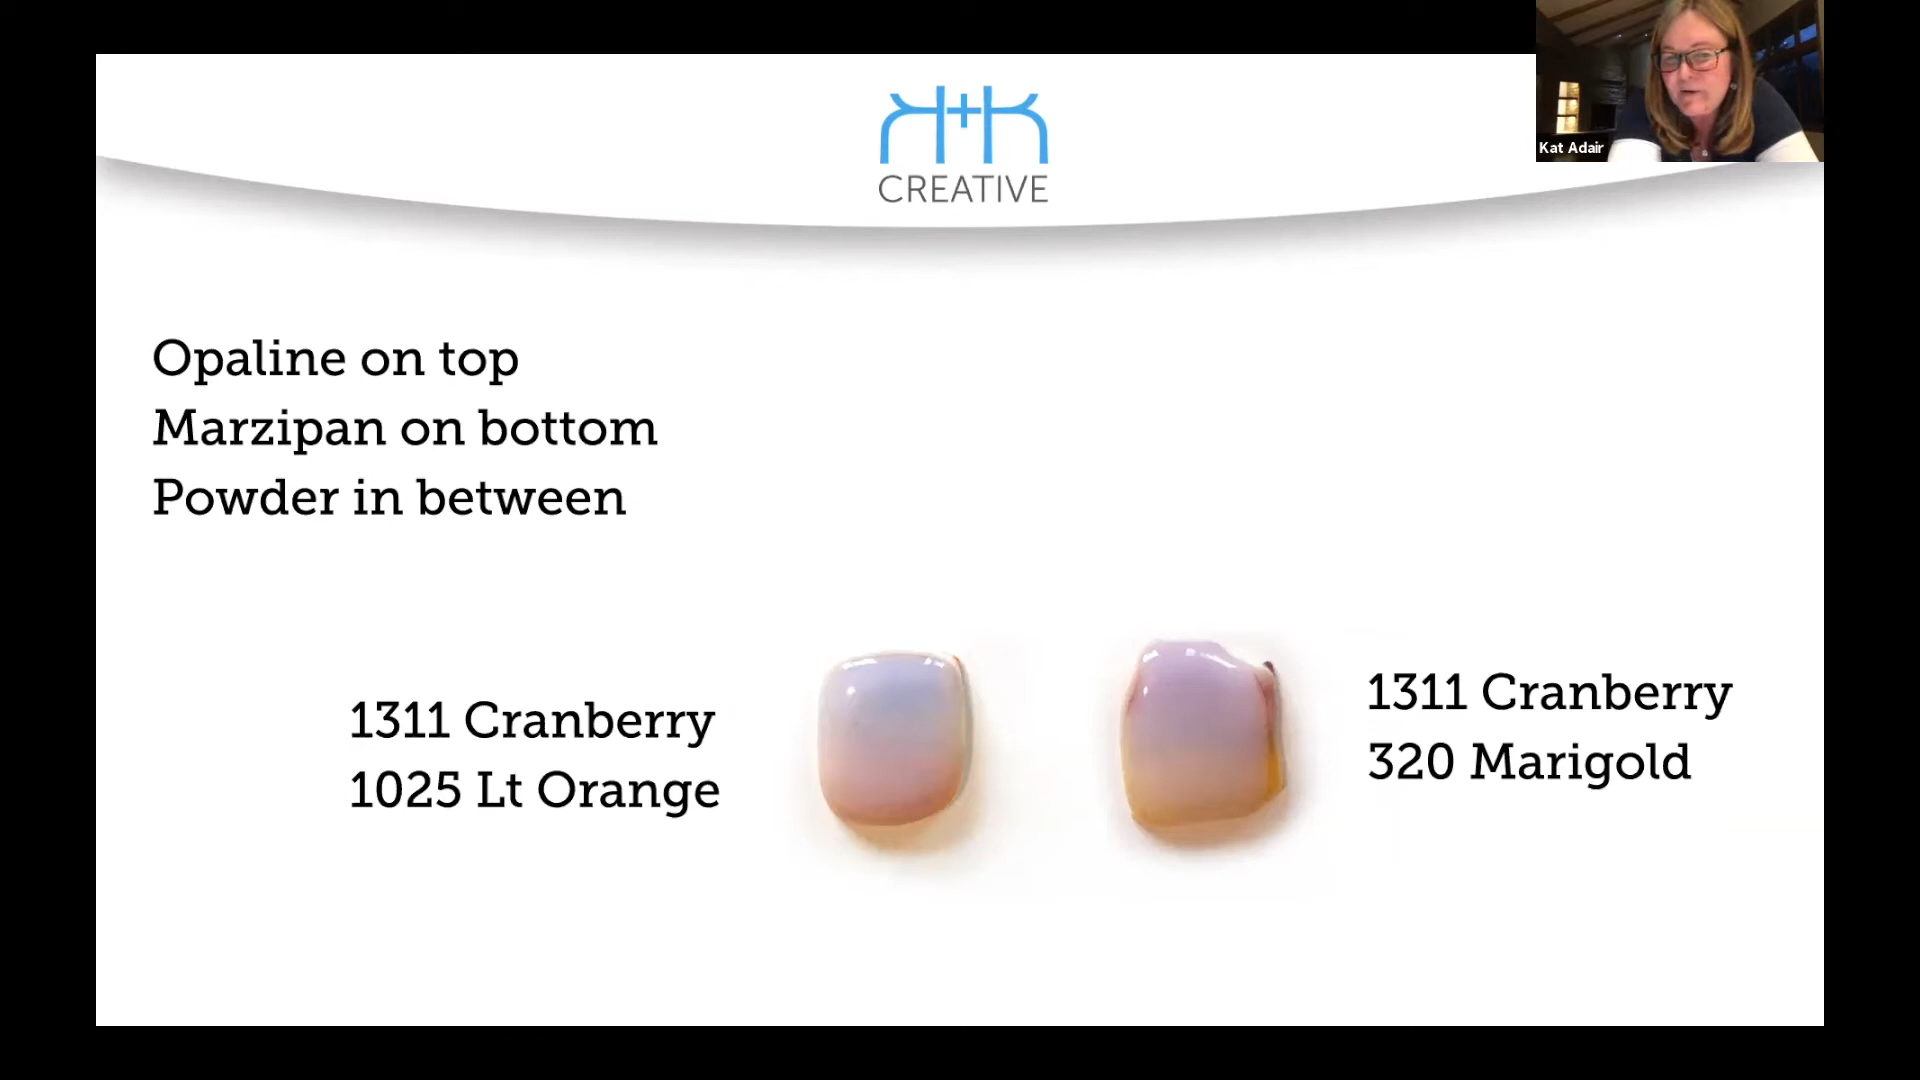 CREATIVE
Kat Adair
Opaline on top
Marzipan on bottom
Powder in between
1311 Cranberry
1025 Lt Orange
1311 Cranberry
320 Marigold